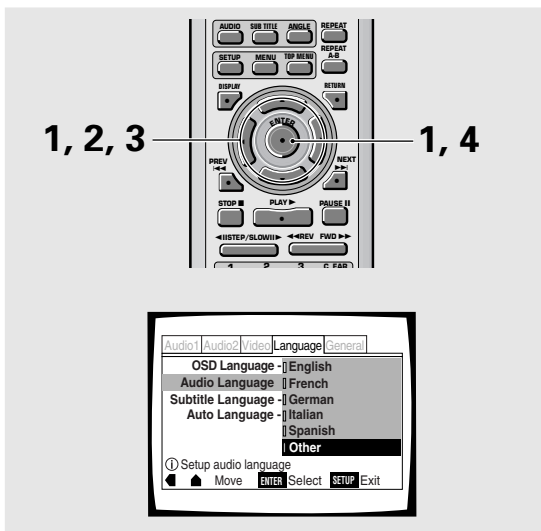 AUDIO SUB TITLE ANGLE REPEAT
SETUP MENU TOP MENU REPEAT A-B
DISPLAY RETURN
ENTER
1, 2, 3
1, 4
PREV NEXT
STOP ■ PLAY ▶ PAUSE II
◀II STEP/SLOW II▶ ◀◀REV FWD ▶▶
1 2 3
Audio1 Audio2 Video Language General
OSD Language - English
Audio Language French
Subtitle Language - German
Auto Language - Italian
Spanish
Other
ⓘ Setup audio language
Move ENTER Select SETUP Exit